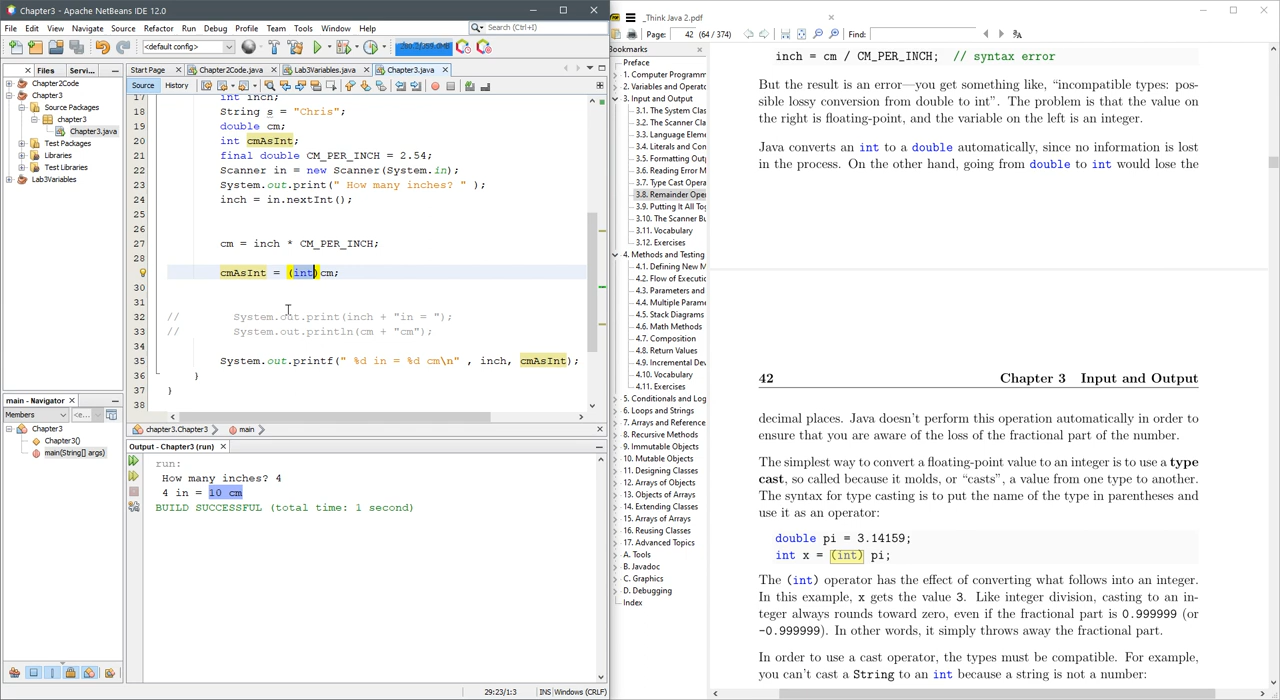 Chapter3 - Apache NetBeans IDE 12.0
File Edit View Navigate Source Refactor Run Debug Profile Team Tools Window Help
Search (Ctrl+I)
<default config>
Files Servi...
Start Page Chapter2Code.java Lab3Variables.java Chapter3.java
Source History
Chapter2Code
Chapter3
Source Packages
chapter3
Chapter3.java
Test Packages
Libraries
Test Libraries
Lab3Variables
17 int inch;
18 String s = "Chris";
19 double cm;
20 int cmAsInt;
21 final double CM_PER_INCH = 2.54;
22 Scanner in = new Scanner(System.in);
23 System.out.print(" How many inches? " );
24 inch = in.nextInt();
25
26
27 cm = inch * CM_PER_INCH;
28
cmAsInt = (int)cm;
30
31
32 // System.out.print(inch + "in = ");
33 // System.out.println(cm + "cm");
34
35 System.out.printf(" %d in = %d cm\n" , inch, cmAsInt);
36 }
37 }
38
main - Navigator
Members <e...
Chapter3
Chapter3()
main(String[] args)
chapter3.Chapter3 main
Output - Chapter3 (run)
run:
How many inches? 4
4 in = 10 cm
BUILD SUCCESSFUL (total time: 1 second)
29:23/1:3 INS Windows (CRLF)
_Think Java 2.pdf
Page: 42 (64 / 374) Find:
Bookmarks
Preface
1. Computer Programm
2. Variables and Operato
3. Input and Output
3.1. The System Clas
3.2. The Scanner Cla
3.3. Language Eleme
3.4. Literals and Con
3.5. Formatting Outp
3.6. Reading Error M
3.7. Type Cast Opera
3.8. Remainder Oper
3.9. Putting It All Tog
3.10. The Scanner Bu
3.11. Vocabulary
3.12. Exercises
4. Methods and Testing
4.1. Defining New M
4.2. Flow of Executio
4.3. Parameters and
4.4. Multiple Parame
4.5. Stack Diagrams
4.6. Math Methods
4.7. Composition
4.8. Return Values
4.9. Incremental Dev
4.10. Vocabulary
4.11. Exercises
5. Conditionals and Log
6. Loops and Strings
7. Arrays and Reference
8. Recursive Methods
9. Immutable Objects
10. Mutable Objects
11. Designing Classes
12. Arrays of Objects
13. Objects of Arrays
14. Extending Classes
15. Arrays of Arrays
16. Reusing Classes
17. Advanced Topics
A. Tools
B. Javadoc
C. Graphics
D. Debugging
Index
inch = cm / CM_PER_INCH; // syntax error
But the result is an error—you get something like, “incompatible types: pos-
sible lossy conversion from double to int”. The problem is that the value on
the right is floating-point, and the variable on the left is an integer.
Java converts an int to a double automatically, since no information is
lost in the process. On the other hand, going from double to int would lose the
42 Chapter 3 Input and Output
decimal places. Java doesn’t perform this operation automatically in order to
ensure that you are aware of the loss of the fractional part of the number.
The simplest way to convert a floating-point value to an integer is to use a type
cast, so called because it molds, or “casts”, a value from one type to another.
The syntax for type casting is to put the name of the type in parentheses and
use it as an operator:
double pi = 3.14159;
int x = (int) pi;
The (int) operator has the effect of converting what follows into an integer.
In this example, x gets the value 3. Like integer division, casting to an in-
teger always rounds toward zero, even if the fractional part is 0.999999 (or
-0.999999). In other words, it simply throws away the fractional part.
In order to use a cast operator, the types must be compatible. For example,
you can’t cast a String to an int because a string is not a number: